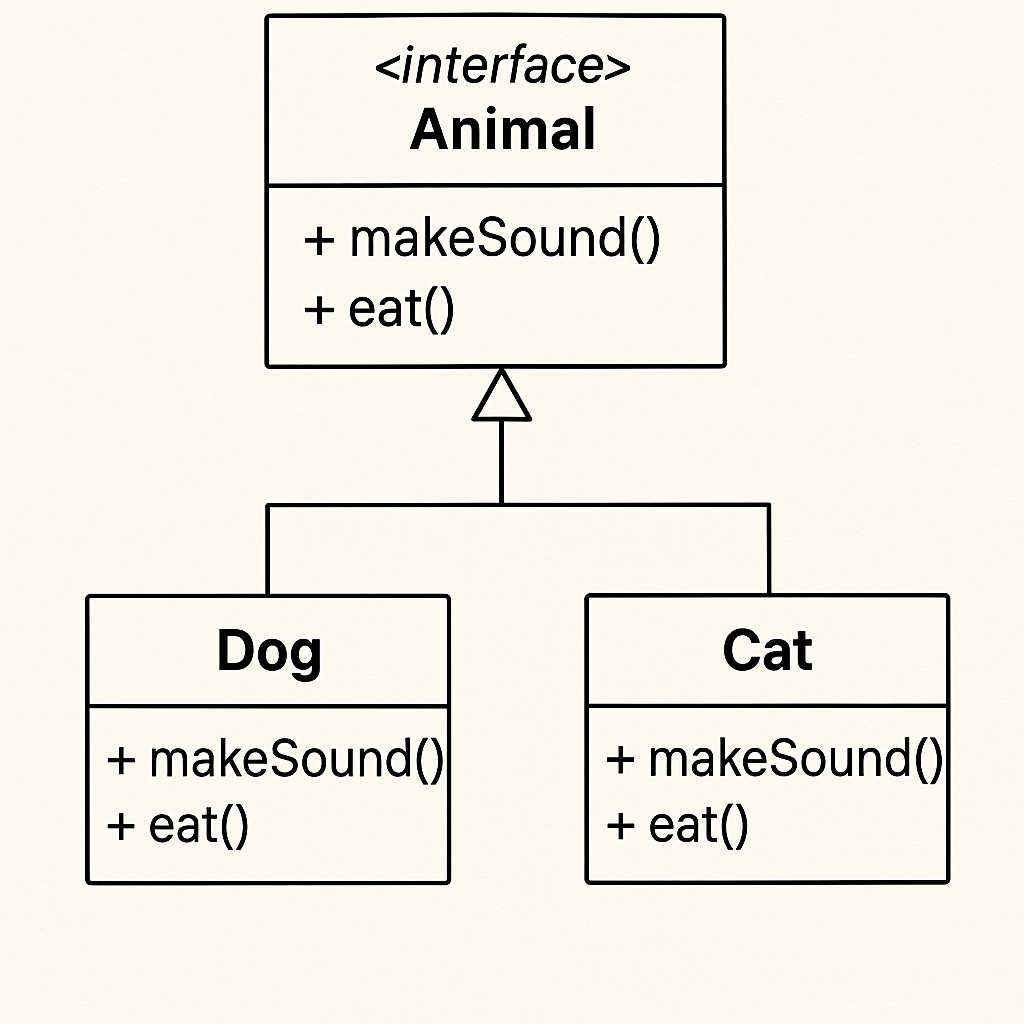 <interface>
Animal
+ makeSound()
+ eat()
Dog
+ makeSound()
+ eat()
Cat
+ makeSound()
+ eat()